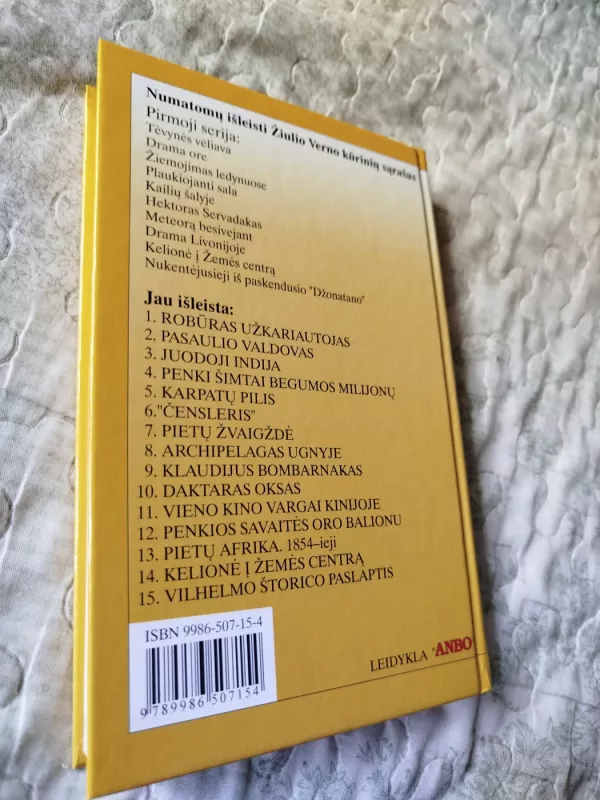 Numatomų išleisti Žiulio Verno kūrinių sąrašas
Pirmoji serija:
Tėvynės vėliava
Drama ore
Žiemojimas ledynuose
Plaukiojanti sala
Kailių šalyje
Hektoras Servadakas
Meteorą besivejant
Drama Livonijoje
Kelionė į Žemės centrą
Nukentėjusieji iš paskendusio "Džonatano"
Jau išleista:
1. ROBŪRAS UŽKARIAUTOJAS
2. PASAULIO VALDOVAS
3. JUODOJI INDIJA
4. PENKI ŠIMTAI BEGUMOS MILIJONŲ
5. KARPATŲ PILIS
6."ČENSLERIS"
7. PIETŲ ŽVAIGŽDĖ
8. ARCHIPELAGAS UGNYJE
9. KLAUDIJUS BOMBARNAKAS
10. DAKTARAS OKSAS
11. VIENO KINO VARGAI KINIJOJE
12. PENKIOS SAVAITĖS ORO BALIONU
13. PIETŲ AFRIKA. 1854–ieji
14. KELIONĖ Į ŽEMĖS CENTRĄ
15. VILHELMO ŠTORICO PASLAPTIS
ISBN 9986-507-15-4
9 789986 507154
LEIDYKLA "ANBO